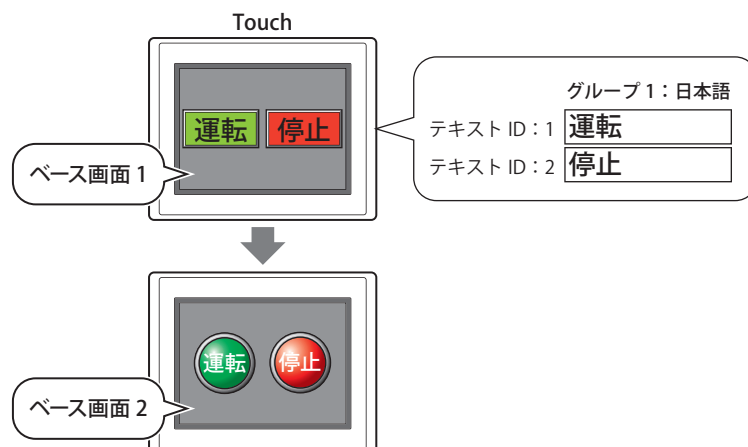 Touch
運転 停止
ベース画面 1
グループ 1：日本語
テキスト ID：1 運転
テキスト ID：2 停止
運転 停止
ベース画面 2